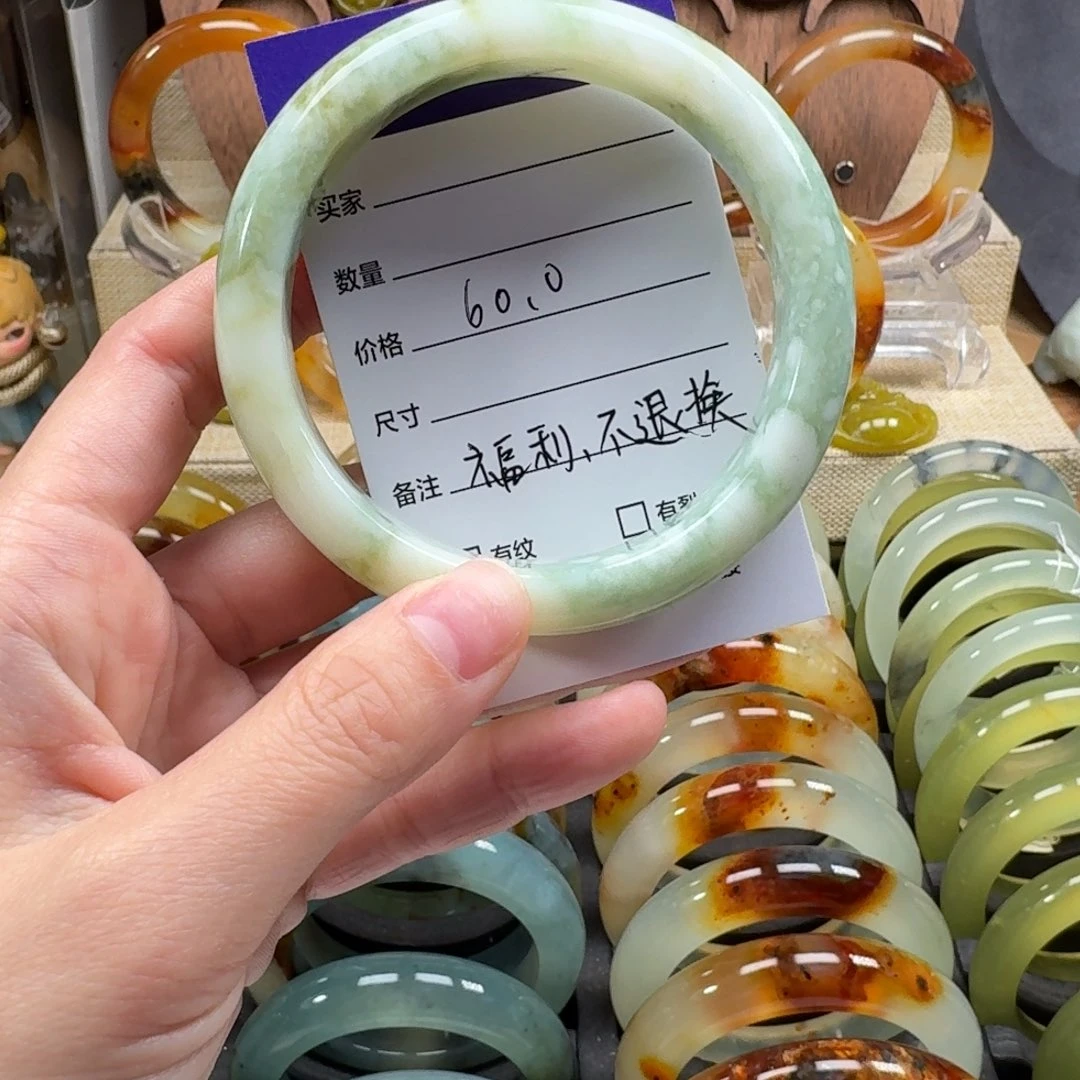 买家
数量
60.0
价格
尺寸
备注 福利、不退换
有纹